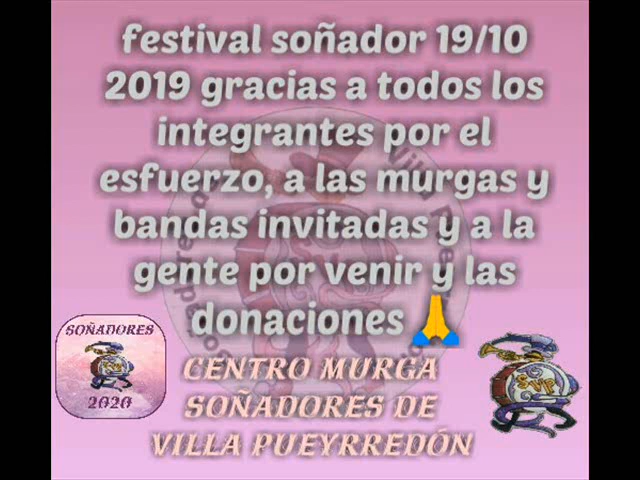 festival soñador 19/10
2019 gracias a todos los
integrantes por el
esfuerzo, a las murgas y
bandas invitadas y a la
gente por venir y las
donaciones 🙏
SOÑADORES
2020
CENTRO MURGA
SOÑADORES DE
VILLA PUEYRREDÓN